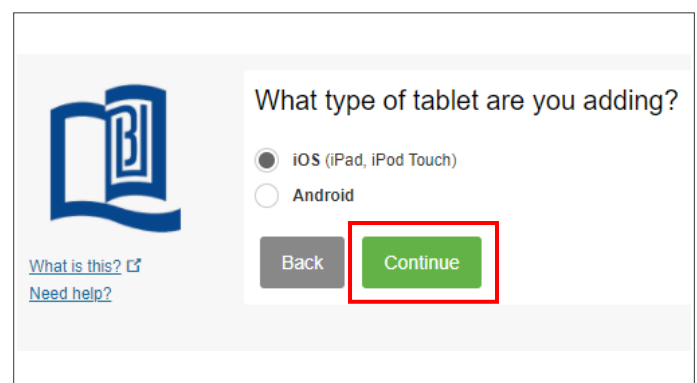 What type of tablet are you adding?
iOS (iPad, iPod Touch)
Android
Back
Continue
What is this?
Need help?